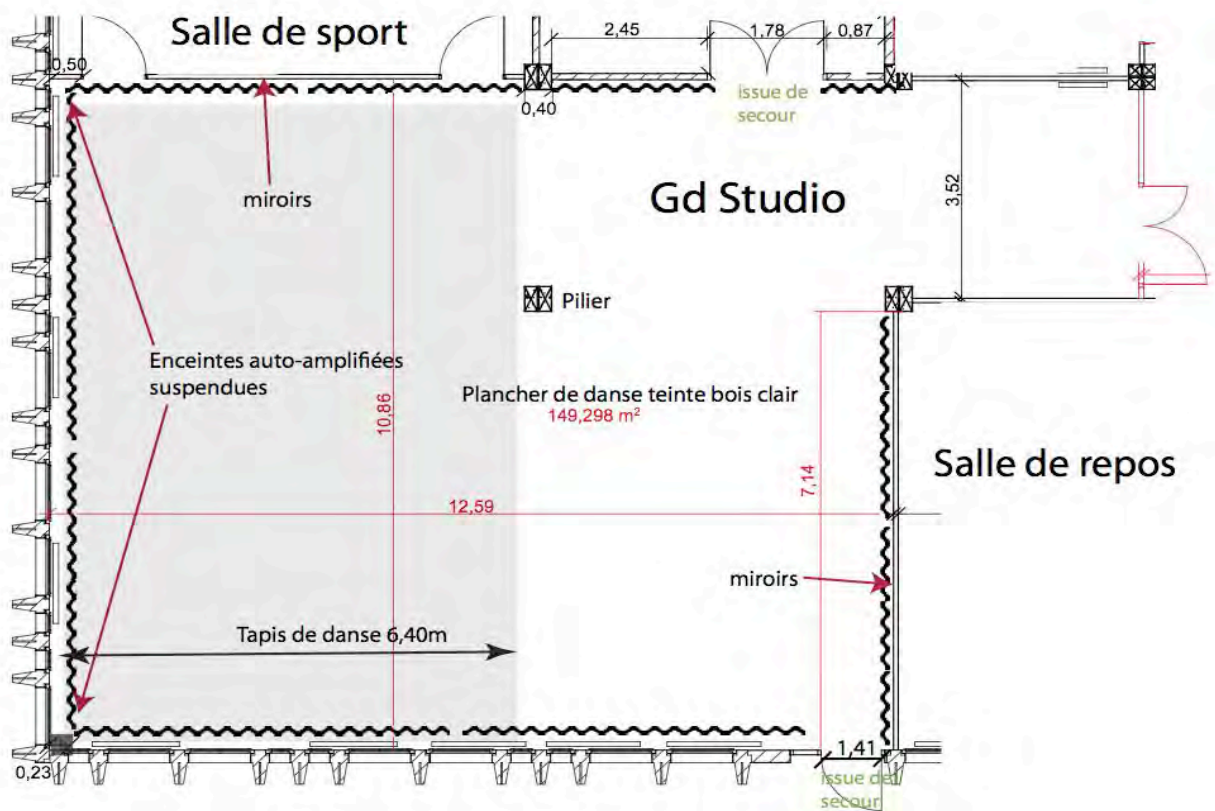 Salle de sport
2,45
1,78
0,87
0,50
issue de
secour
0,40
miroirs
Gd Studio
3,52
Pilier
Enceintes auto-amplifiées
suspendues
Plancher de danse teinte bois clair
149,298 m²
10,86
7,14
Salle de repos
12,59
miroirs
Tapis de danse 6,40m
1,41
0,23
issue de
secour